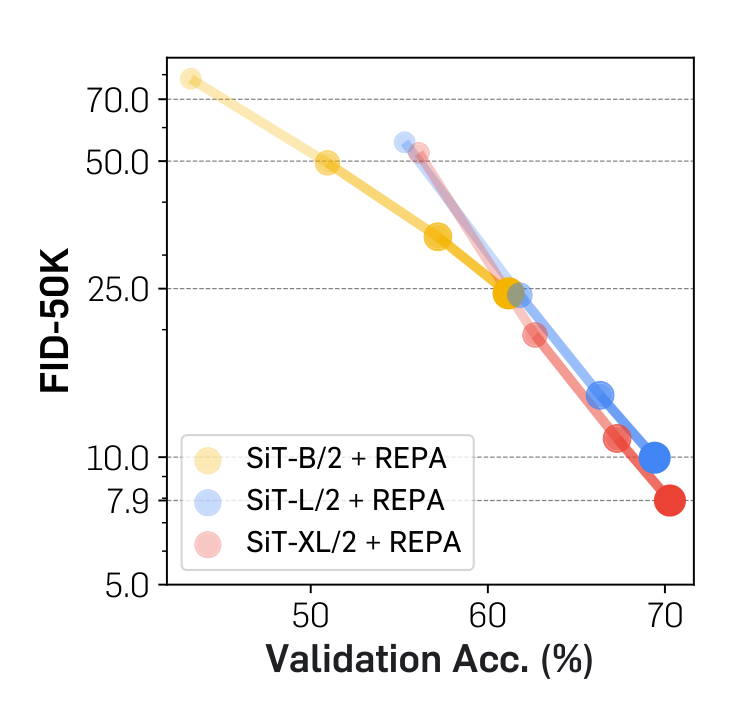 FID-50K
70.0
50.0
25.0
10.0
7.9
5.0
SiT-B/2 + REPA
SiT-L/2 + REPA
SiT-XL/2 + REPA
50 60 70
Validation Acc. (%)